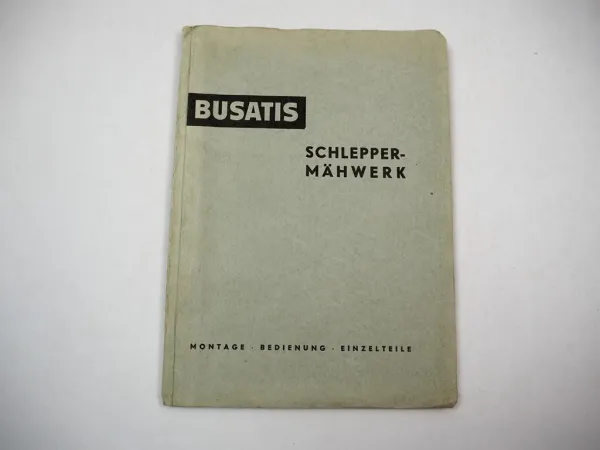 BUSATIS
SCHLEPPER-
MÄHWERK
MONTAGE · BEDIENUNG · EINZELTEILE